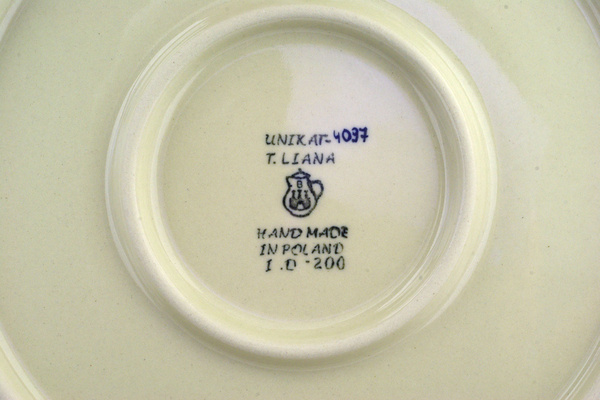 UNIKAT-4037
T. LIANA
B
HAND MADE
IN POLAND
I.D-200